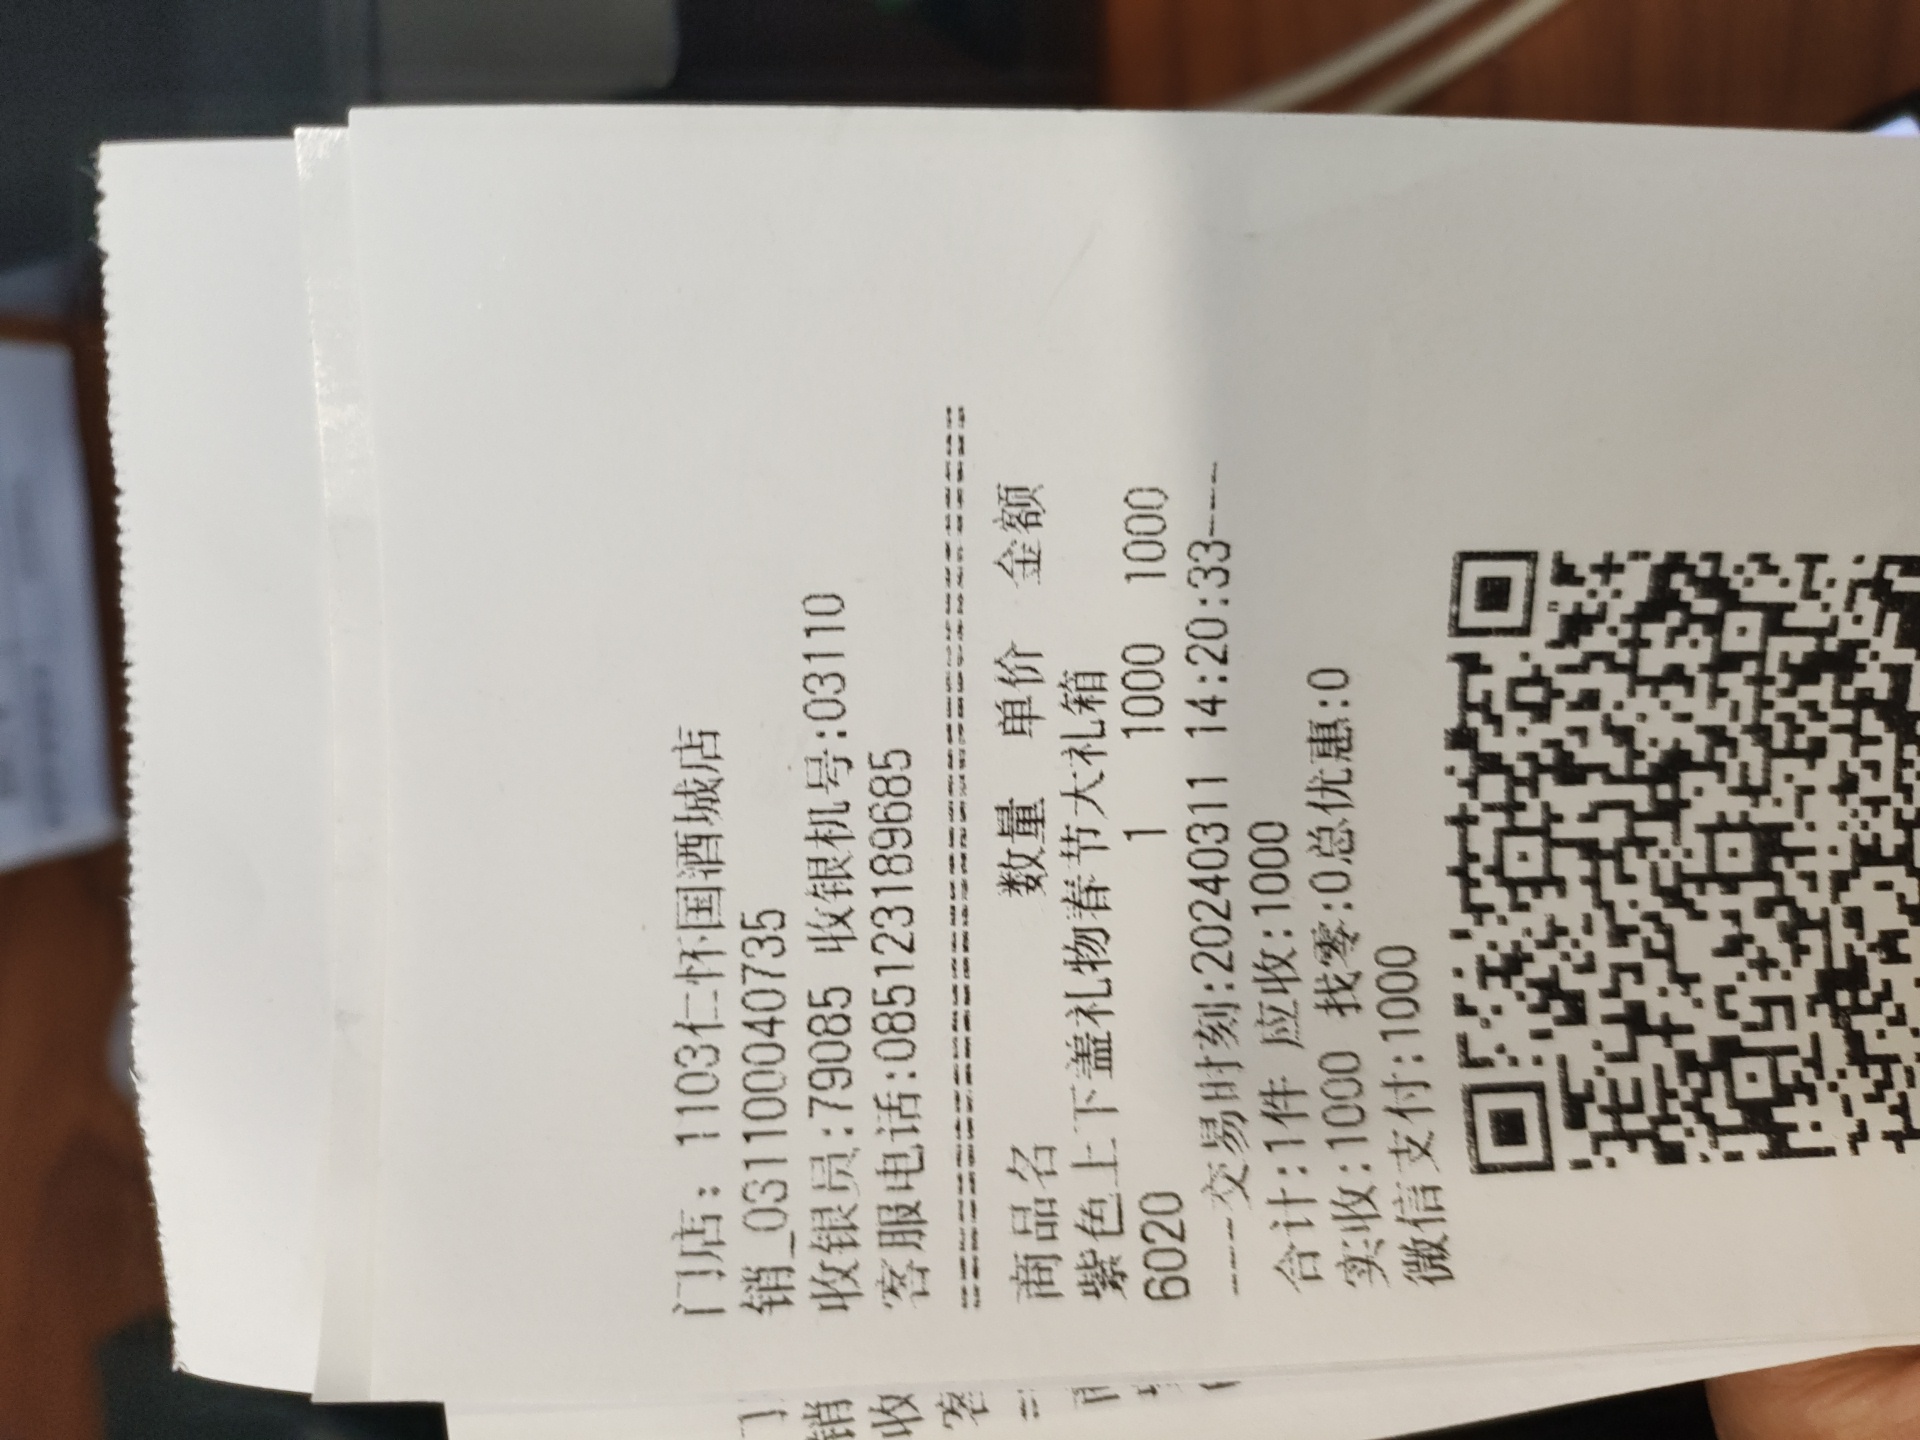 门店: 1103仁怀国酒城店
销_0311000040735
收银员:79085 收银机号:03110
客服电话:085123189685
商品名 数量 单价 金额
紫色上下盖礼物春节大礼箱
6020 1 1000 1000
----交易时刻:20240311 14:20:33----
合计:1件 应收:1000
实收:1000 找零:0总优惠:0
微信支付:1000
门
销
收
客